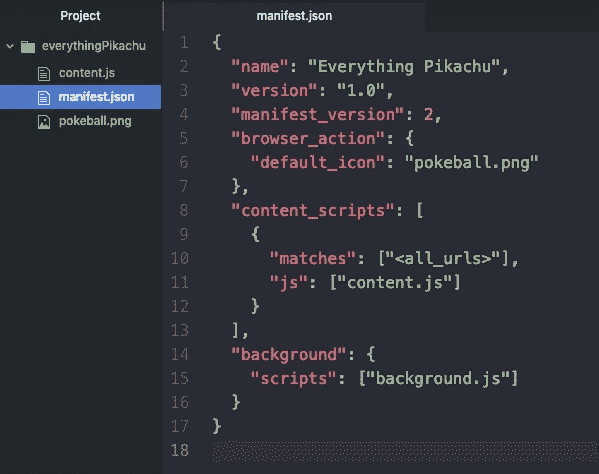 Project
everythingPikachu
content.js
manifest.json
pokeball.png
manifest.json
1 {
2 "name": "Everything Pikachu",
3 "version": "1.0",
4 "manifest_version": 2,
5 "browser_action": {
6 "default_icon": "pokeball.png"
7 },
8 "content_scripts": [
9 {
10 "matches": ["<all_urls>"],
11 "js": ["content.js"]
12 }
13 ],
14 "background": {
15 "scripts": ["background.js"]
16 }
17 }
18